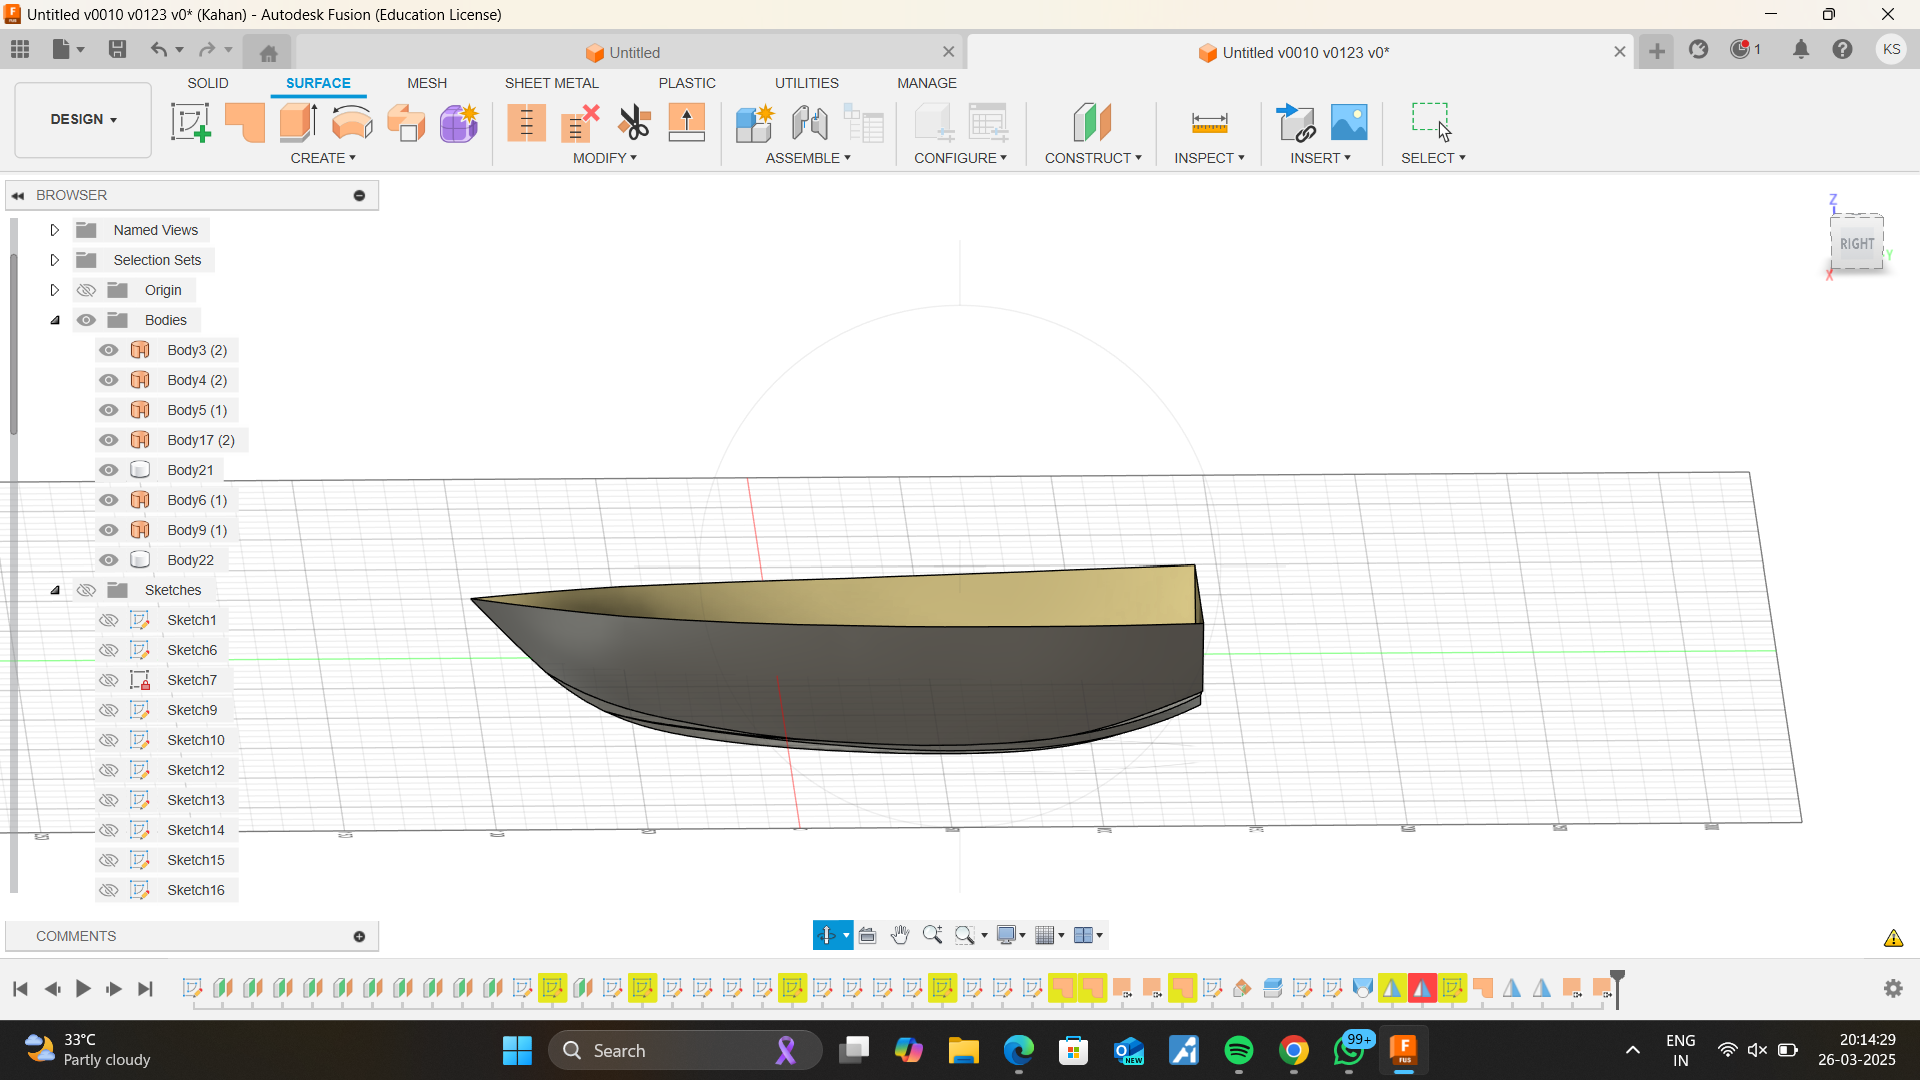 Untitled v0010 v0123 v0* (Kahan) - Autodesk Fusion (Education License)
Untitled
Untitled v0010 v0123 v0*
1
KS
DESIGN
SOLID
SURFACE
MESH
SHEET METAL
PLASTIC
UTILITIES
MANAGE
CREATE
MODIFY
ASSEMBLE
CONFIGURE
CONSTRUCT
INSPECT
INSERT
SELECT
BROWSER
Named Views
Selection Sets
Origin
Bodies
Body3 (2)
Body4 (2)
Body5 (1)
Body17 (2)
Body21
Body6 (1)
Body9 (1)
Body22
Sketches
Sketch1
Sketch6
Sketch7
Sketch9
Sketch10
Sketch12
Sketch13
Sketch14
Sketch15
Sketch16
Z
RIGHT
Y
X
COMMENTS
33°C
Partly cloudy
Search
NEW
99+
F
FUS
ENG
IN
20:14:29
26-03-2025